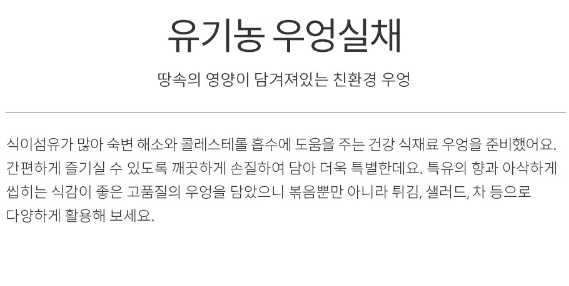 유기농 우엉실채
땅속의 영양이 담겨져있는 친환경 우엉
식이섬유가 많아 숙변 해소와 콜레스테롤 흡수에 도움을 주는 건강 식재료 우엉을 준비했어요.
간편하게 즐기실 수 있도록 깨끗하게 손질하여 담아 더욱 특별한데요. 특유의 향과 아삭하게
씹히는 식감이 좋은 고품질의 우엉을 담았으니 볶음뿐만 아니라 튀김, 샐러드, 차 등으로
다양하게 활용해 보세요.